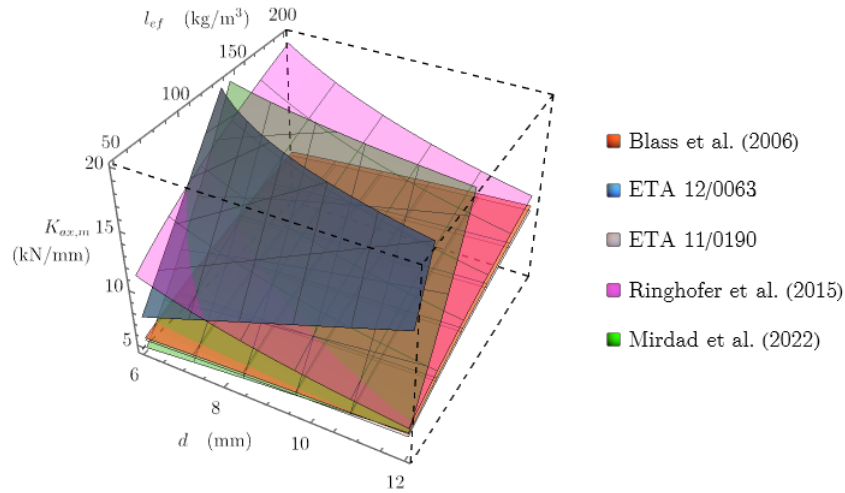 l_ef (kg/m³)
200
150
100
50
20
K_ax,m
(kN/mm)
15
10
5
6
8
10
12
d (mm)
Blass et al. (2006)
ETA 12/0063
ETA 11/0190
Ringhofer et al. (2015)
Mirdad et al. (2022)